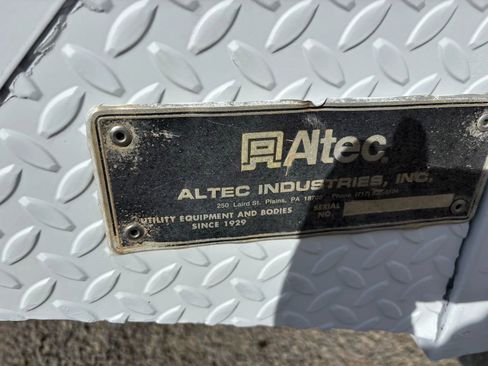 Altec
ALTEC INDUSTRIES, INC.
250 Laird St. Plains, PA
UTILITY EQUIPMENT AND BODIES
SINCE 1929
SERIAL
NO.